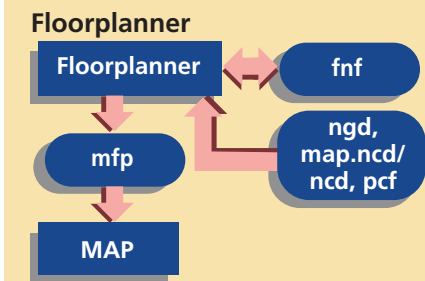 Floorplanner
Floorplanner
fnf
ngd,
map.ncd/
ncd, pcf
mfp
MAP